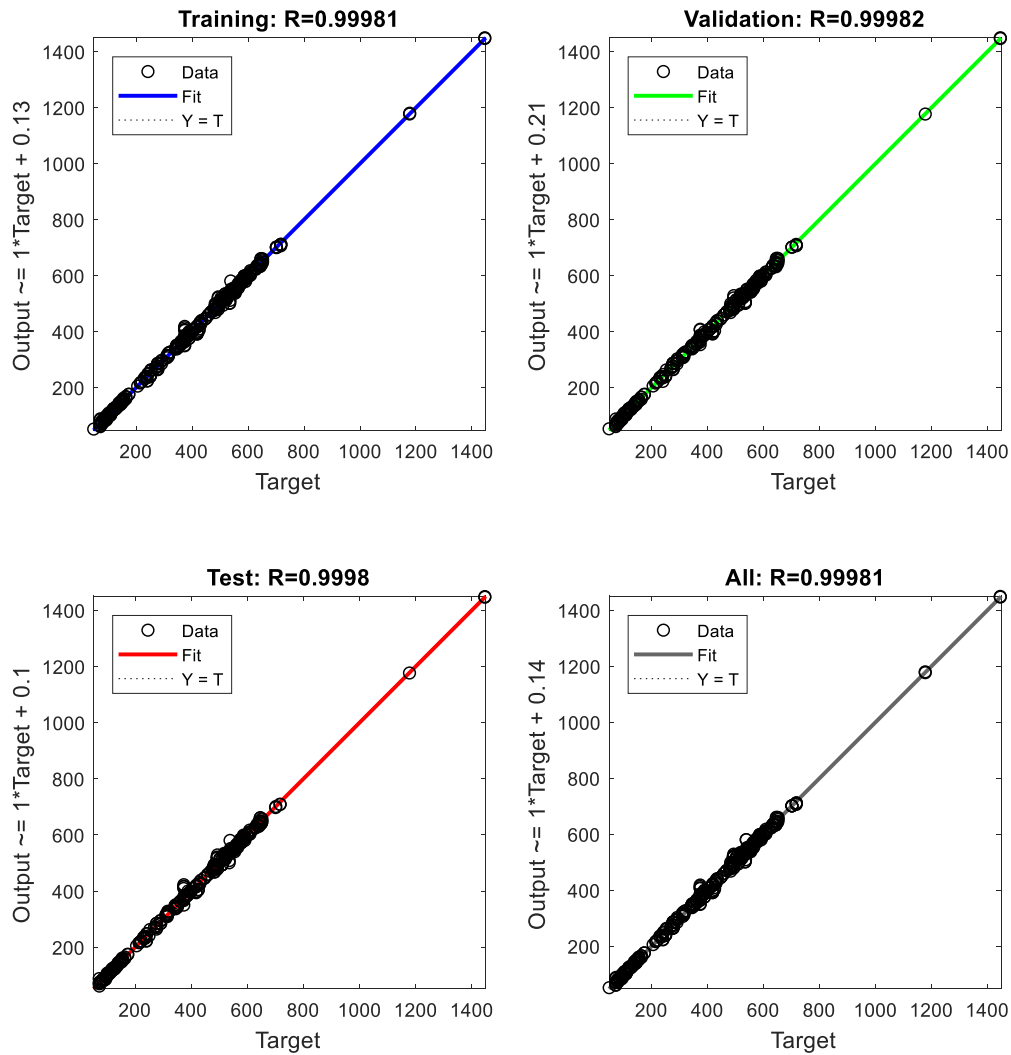 Training: R=0.99981
Output ~= 1*Target + 0.13
1400
1200
1000
800
600
400
200
Data
Fit
Y = T
200 400 600 800 1000 1200 1400
Target
Validation: R=0.99982
Output ~= 1*Target + 0.21
1400
1200
1000
800
600
400
200
Data
Fit
Y = T
200 400 600 800 1000 1200 1400
Target
Test: R=0.9998
Output ~= 1*Target + 0.1
1400
1200
1000
800
600
400
200
Data
Fit
Y = T
200 400 600 800 1000 1200 1400
Target
All: R=0.99981
Output ~= 1*Target + 0.14
1400
1200
1000
800
600
400
200
Data
Fit
Y = T
200 400 600 800 1000 1200 1400
Target